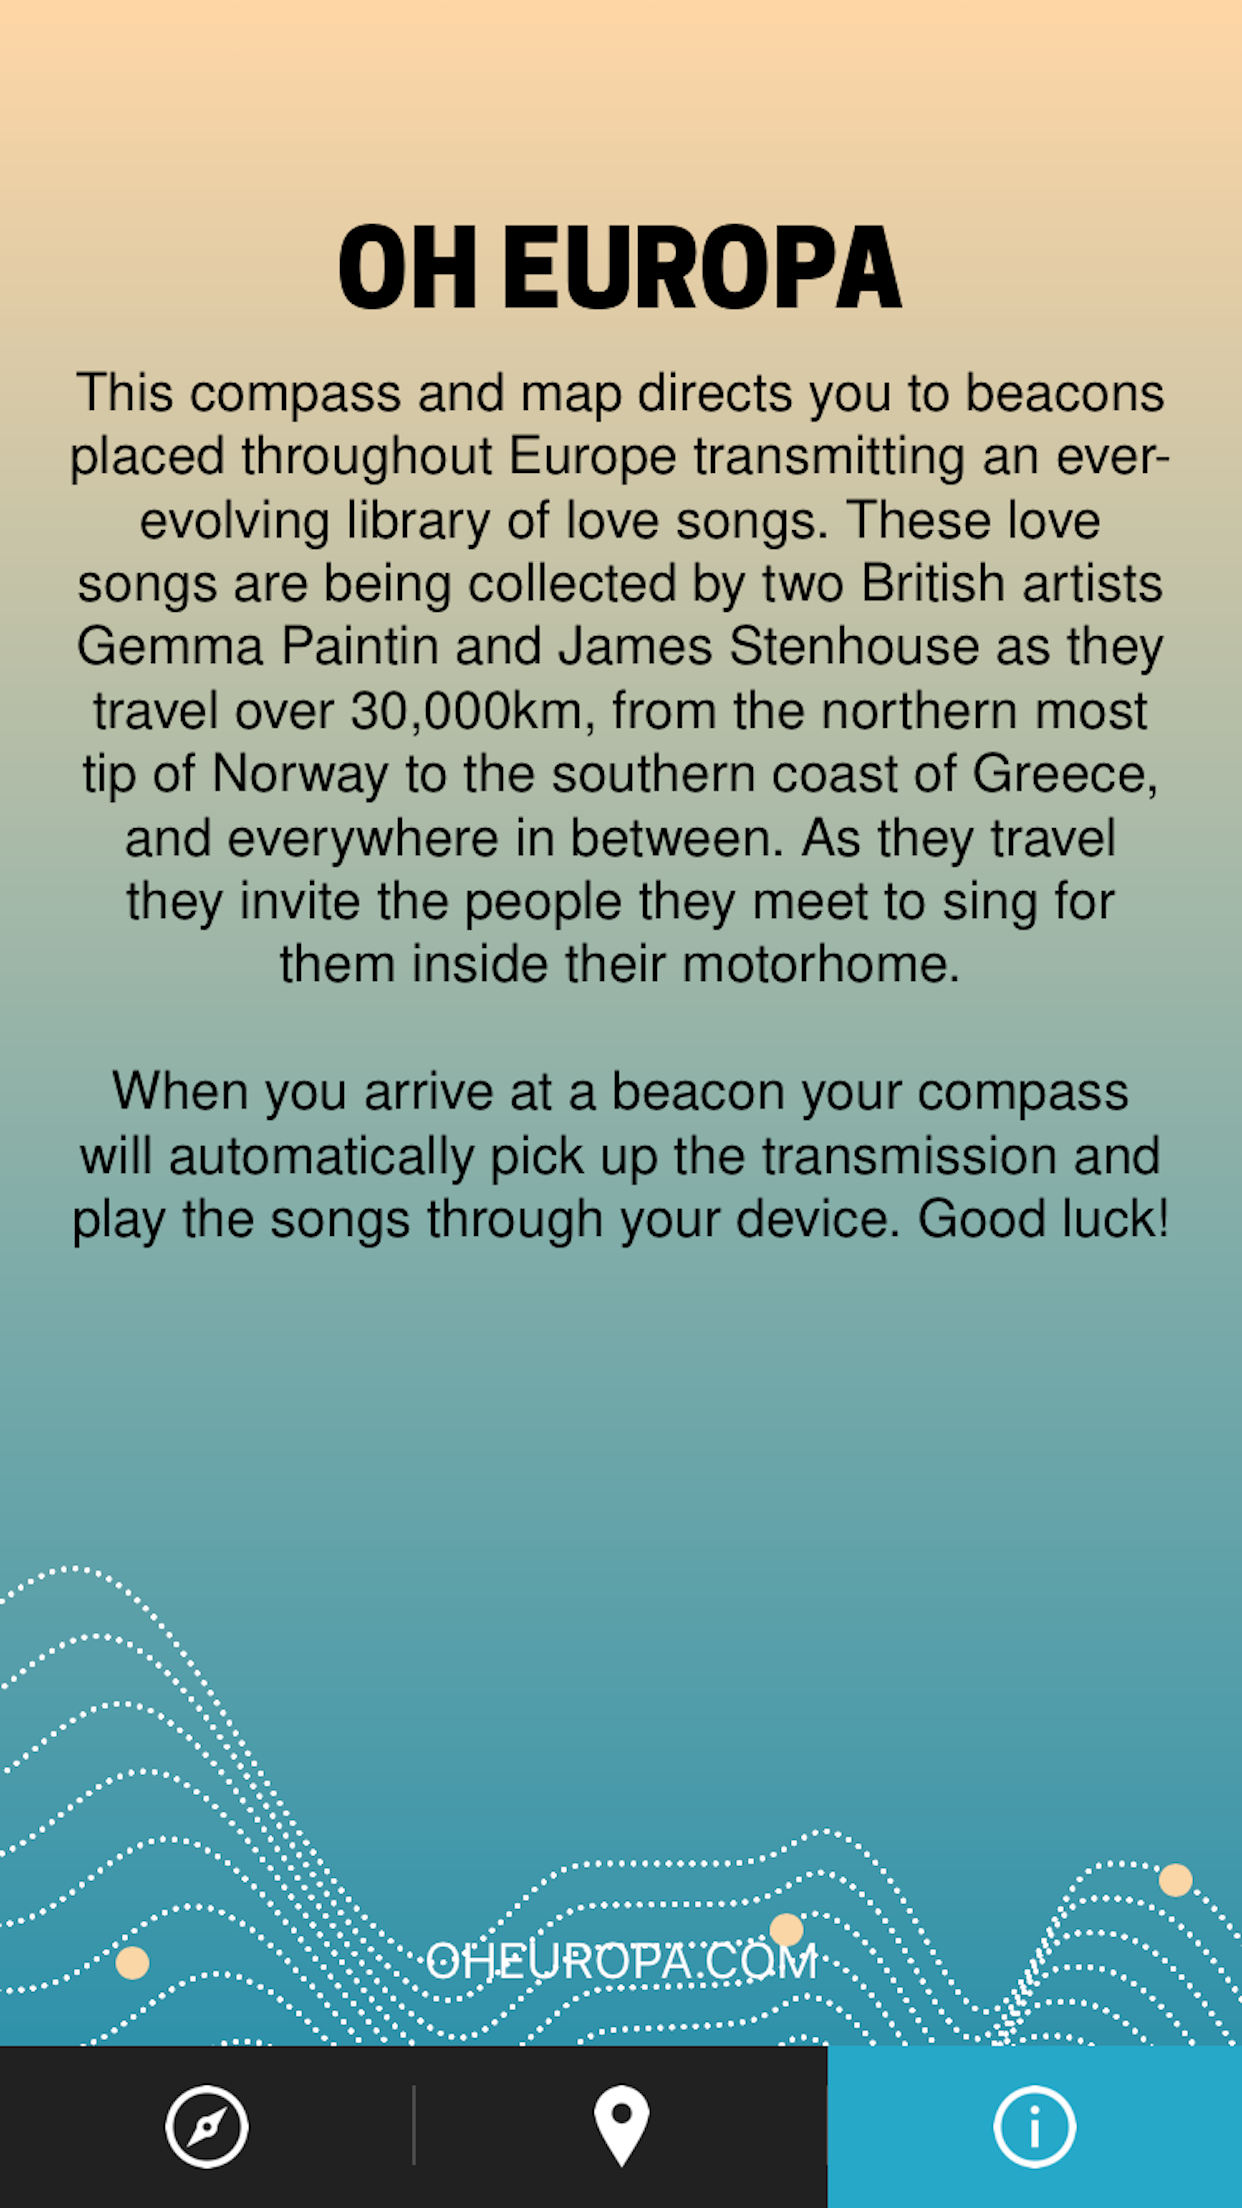 OH EUROPA
This compass and map directs you to beacons
placed throughout Europe transmitting an ever-
evolving library of love songs. These love
songs are being collected by two British artists
Gemma Paintin and James Stenhouse as they
travel over 30,000km, from the northern most
tip of Norway to the southern coast of Greece,
and everywhere in between. As they travel
they invite the people they meet to sing for
them inside their motorhome.
When you arrive at a beacon your compass
will automatically pick up the transmission and
play the songs through your device. Good luck!
OHEUROPA.COM